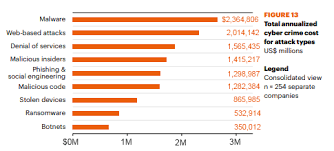 FIGURE 13
Total annualized
cyber crime cost
for attack types
US$ millions
Legend
Consolidated view
n = 254 separate
companies
Malware $2,364,806
Web-based attacks 2,014,142
Denial of services 1,565,435
Malicious insiders 1,415,217
Phishing &
social engineering 1,298,987
Malicious code 1,282,384
Stolen devices 865,985
Ransomware 532,914
Botnets 350,012
$0M 1M 2M 3M